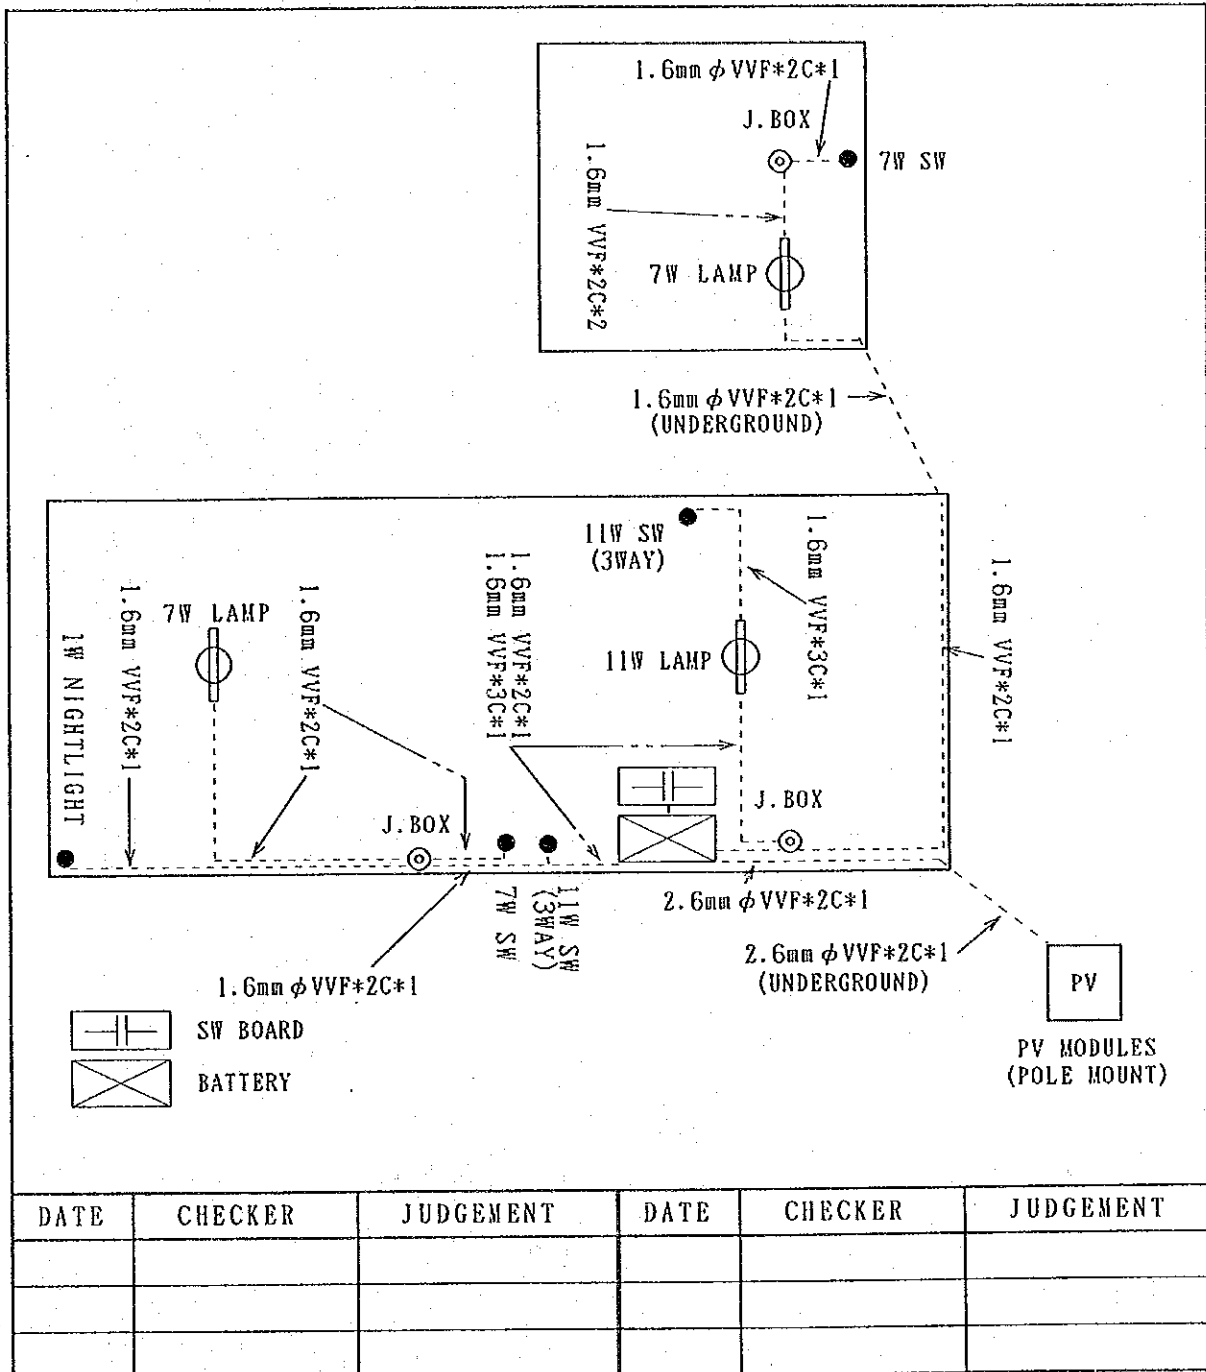 1.6mm φ VVF*2C*1
J.BOX
7W SW
1.6mm VVF*2C*2
7W LAMP
1.6mm φ VVF*2C*1
(UNDERGROUND)
11W SW
(3WAY)
1.6mm VVF*3C*1
1.6mm VVF*2C*1
1.6mm VVF*2C*1
1.6mm VVF*3C*1
1.6mm VVF*2C*1
7W LAMP
1.6mm VVF*2C*1
1W NIGHTLIGHT
11W LAMP
J.BOX
J.BOX
2.6mm φ VVF*2C*1
11W SW
(3WAY)
7W SW
2.6mm φ VVF*2C*1
(UNDERGROUND)
1.6mm φ VVF*2C*1
PV
SW BOARD
PV MODULES
(POLE MOUNT)
BATTERY
DATE CHECKER JUDGEMENT DATE CHECKER JUDGEMENT